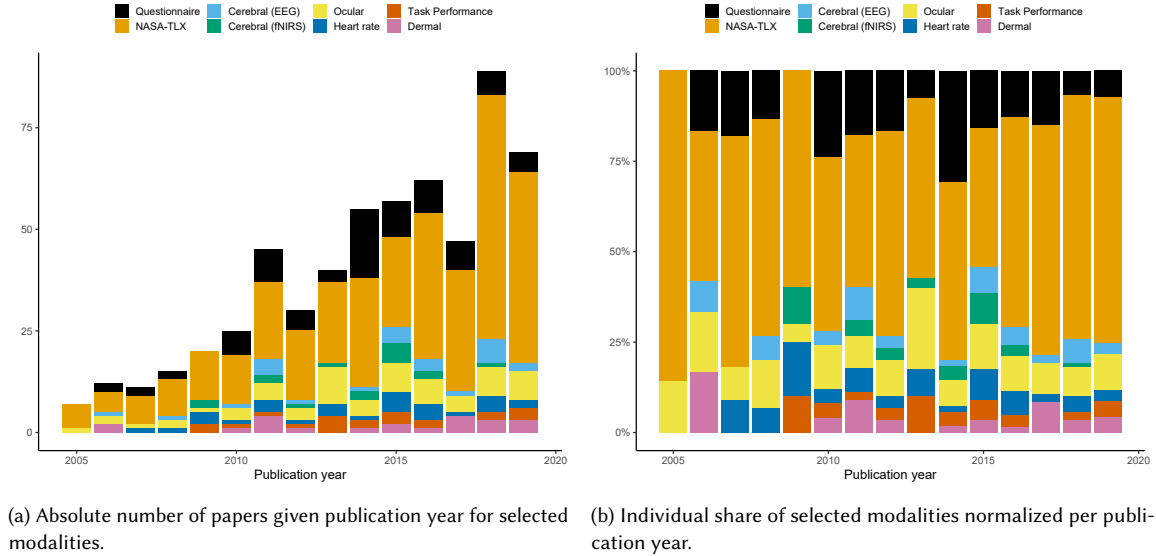 Questionnaire Cerebral (EEG) Ocular Task Performance
NASA-TLX Cerebral (fNIRS) Heart rate Dermal
75
50
25
0
2005 2010 2015 2020
Publication year
(a) Absolute number of papers given publication year for selected
modalities.
Questionnaire Cerebral (EEG) Ocular Task Performance
NASA-TLX Cerebral (fNIRS) Heart rate Dermal
100%
75%
50%
25%
0%
2005 2010 2015 2020
Publication year
(b) Individual share of selected modalities normalized per publi-
cation year.